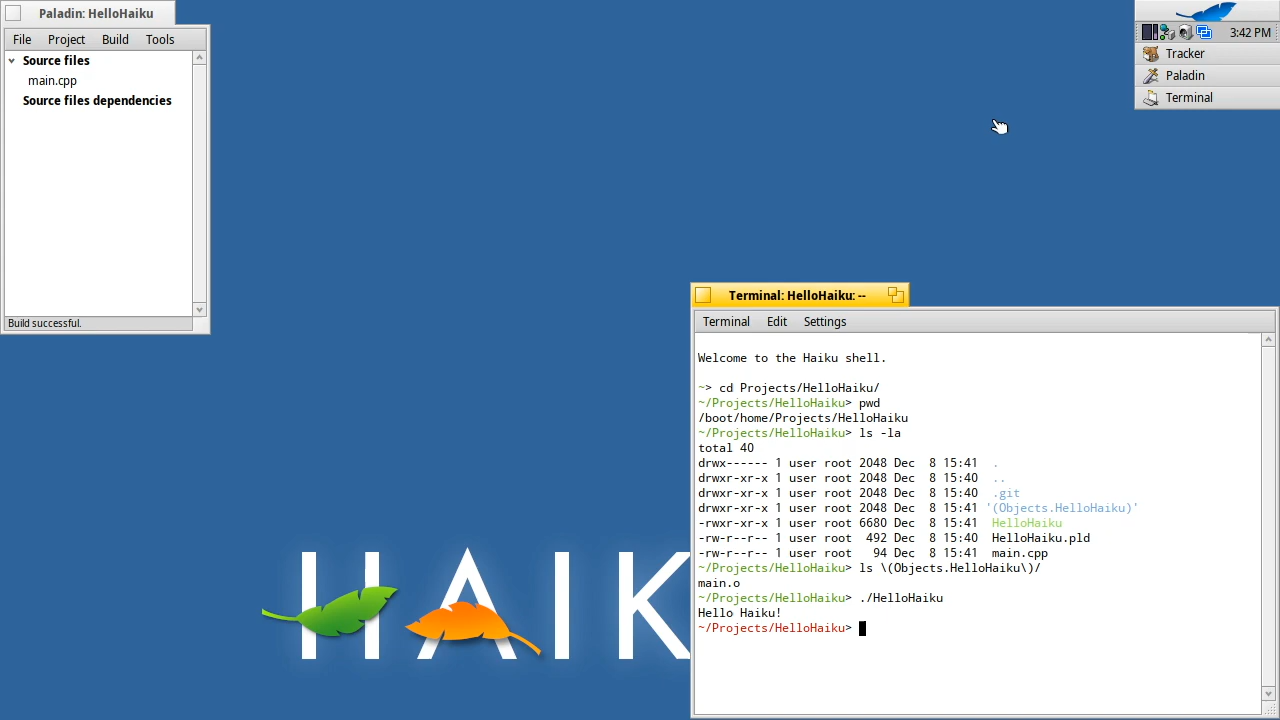 Paladin: HelloHaiku
File Project Build Tools
Source files
main.cpp
Source files dependencies
Build successful.
3:42 PM
Tracker
Paladin
Terminal
HAIK
Terminal: HelloHaiku: --
Terminal Edit Settings
Welcome to the Haiku shell.
~> cd Projects/HelloHaiku/
~/Projects/HelloHaiku> pwd
/boot/home/Projects/HelloHaiku
~/Projects/HelloHaiku> ls -la
total 40
drwx------ 1 user root 2048 Dec  8 15:41  .
drwxr-xr-x 1 user root 2048 Dec  8 15:40  ..
drwxr-xr-x 1 user root 2048 Dec  8 15:41  .git
drwxr-xr-x 1 user root 2048 Dec  8 15:41 '(Objects.HelloHaiku)'
-rwxr-xr-x 1 user root 6680 Dec  8 15:41  HelloHaiku
-rw-r--r-- 1 user root  492 Dec  8 15:40  HelloHaiku.pld
-rw-r--r-- 1 user root   94 Dec  8 15:41  main.cpp
~/Projects/HelloHaiku> ls \(Objects.HelloHaiku\)/
main.o
~/Projects/HelloHaiku> ./HelloHaiku
Hello Haiku!
~/Projects/HelloHaiku>